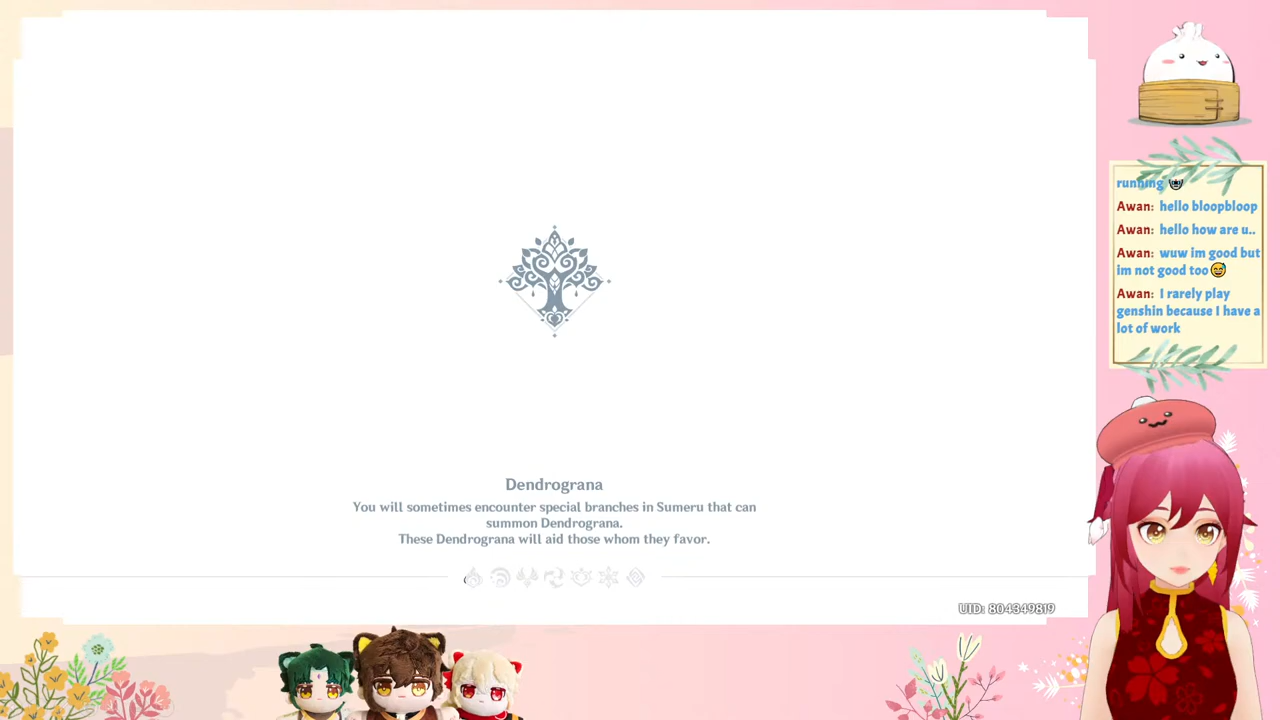 running
Awan: hello bloopbloop
Awan: hello how are u..
Awan: wuw im good but
im not good too
Awan: I rarely play
genshin because I have a
lot of work
Dendrograna
You will sometimes encounter special branches in Sumeru that can
summon Dendrograna.
These Dendrograna will aid those whom they favor.
UID: 804349819